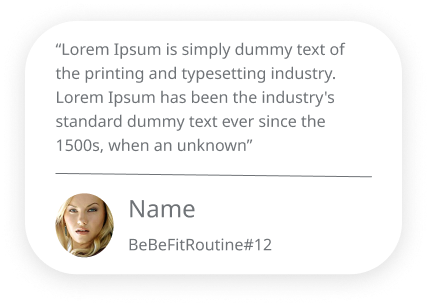 “Lorem Ipsum is simply dummy text of
the printing and typesetting industry.
Lorem Ipsum has been the industry's
standard dummy text ever since the
1500s, when an unknown”
Name
BeBeFitRoutine#12